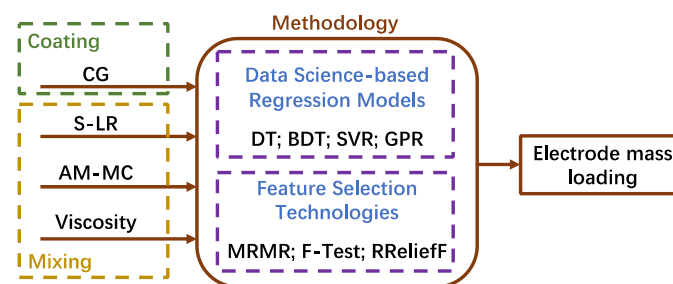 Methodology
Coating
CG
S-LR
AM-MC
Viscosity
Mixing
Data Science-based
Regression Models
DT; BDT; SVR; GPR
Feature Selection
Technologies
MRMR; F-Test; RReliefF
Electrode mass
loading